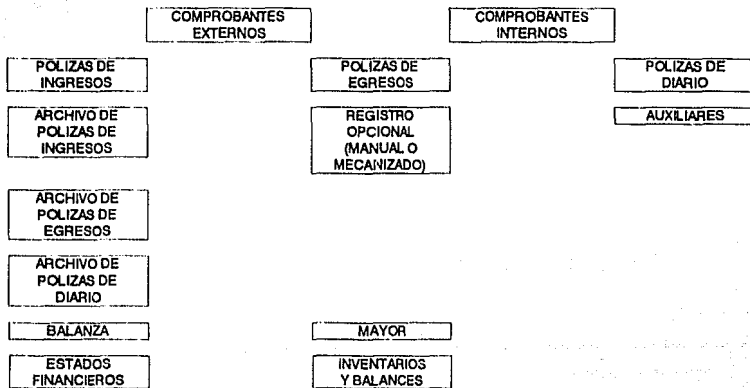 COMPROBANTES
EXTERNOS
COMPROBANTES
INTERNOS
POLIZAS DE
INGRESOS
POLIZAS DE
EGRESOS
POLIZAS DE
DIARIO
ARCHIVO DE
POLIZAS DE
INGRESOS
REGISTRO
OPCIONAL
(MANUAL O
MECANIZADO)
AUXILIARES
ARCHIVO DE
POLIZAS DE
EGRESOS
ARCHIVO DE
POLIZAS DE
DIARIO
BALANZA
MAYOR
ESTADOS
FINANCIEROS
INVENTARIOS
Y BALANCES